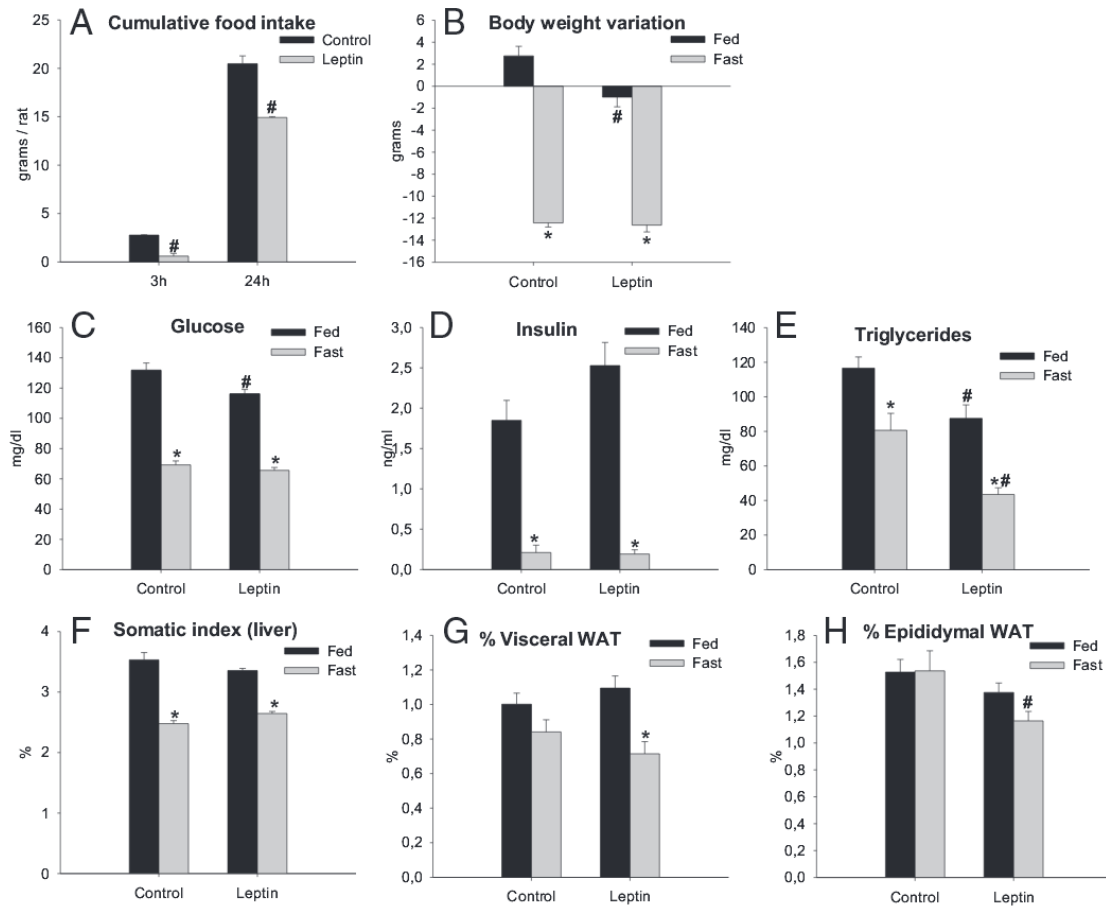 A Cumulative food intake
Control
Leptin
grams / rat
25
20
15
10
5
0
#
#
3h 24h
B Body weight variation
Fed
Fast
grams
6
4
2
0
-2
-4
-6
-8
-10
-12
-14
16
#
* *
Control Leptin
C Glucose
Fed
Fast
mg/dl
160
140
120
100
80
60
40
20
0
#
* *
Control Leptin
D Insulin
Fed
Fast
ng/ml
3,0
2,5
2,0
1,5
1,0
0,5
0,0
* *
Control Leptin
E Triglycerides
Fed
Fast
mg/dl
140
120
100
80
60
40
20
0
* #
*#
Control Leptin
F Somatic index (liver)
Fed
Fast
%
4
3
2
1
0
* *
Control Leptin
G % Visceral WAT
Fed
Fast
%
1,4
1,2
1,0
0,8
0,6
0,4
0,2
0,0
*
Control Leptin
H % Epididymal WAT
Fed
Fast
%
1,8
1,6
1,4
1,2
1,0
0,8
0,6
0,4
0,2
0,0
#
Control Leptin